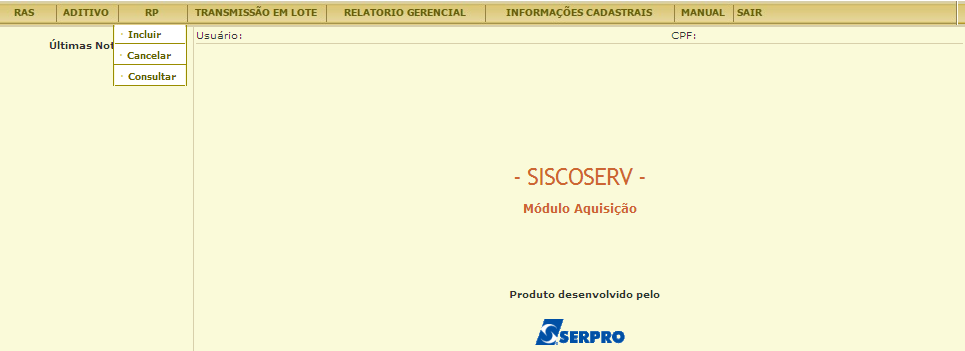 RAS ADITIVO RP TRANSMISSÃO EM LOTE RELATORIO GERENCIAL INFORMAÇÕES CADASTRAIS MANUAL SAIR
Usuário: CPF:
Últimas Not
Incluir
Cancelar
Consultar
- SISCOSERV -
Módulo Aquisição
Produto desenvolvido pelo
SERPRO